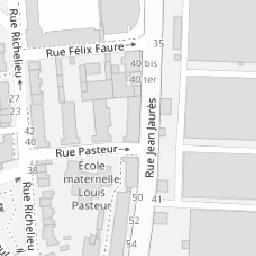 Rue Richelieu
Rue Félix Faure
35
40 bis
40 ter
27
23
Rue Jean Jaurès
42
40
Rue Pasteur
38
École
maternelle
Louis
Pasteur
Rue Richelieu
50
41
52
54